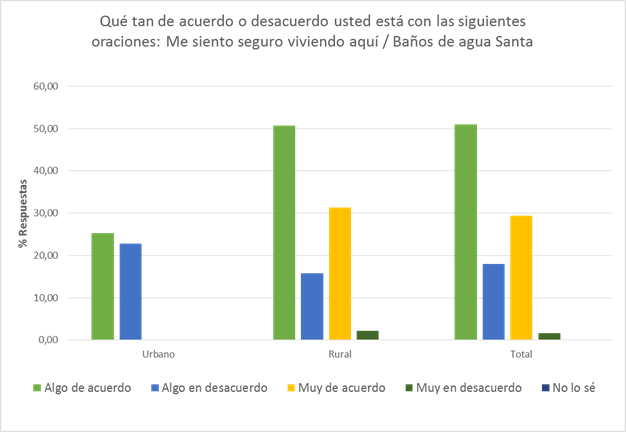 Qué tan de acuerdo o desacuerdo usted está con las siguientes
oraciones: Me siento seguro viviendo aquí / Baños de agua Santa
60,00
50,00
40,00
30,00
20,00
10,00
0,00
% Respuestas
Urbano Rural Total
Algo de acuerdo Algo en desacuerdo Muy de acuerdo Muy en desacuerdo No lo sé